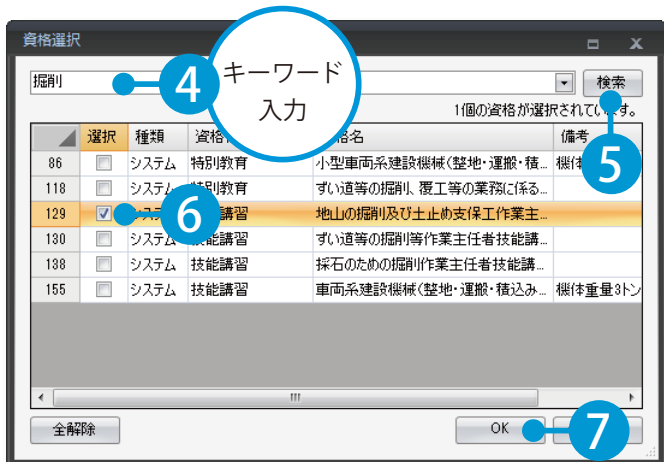 資格選択
掘削
4
キーワード
入力
検索
1個の資格が選択されています。
5
選択 種類 資格 格名 備考
86 システム 特別教育 小型車両系建設機械(整地・運搬・積... 機体
118 システム 特別教育 ずい道等の掘削、覆工等の業務に係る...
129 技能講習 地山の掘削及び土止め支保工作業主...
6
130 システム 技能講習 ずい道等の掘削等作業主任者技能講...
138 システム 技能講習 採石のための掘削作業主任者技能講...
155 システム 技能講習 車両系建設機械(整地・運搬・積込み... 機体重量3トン
全解除
OK
7